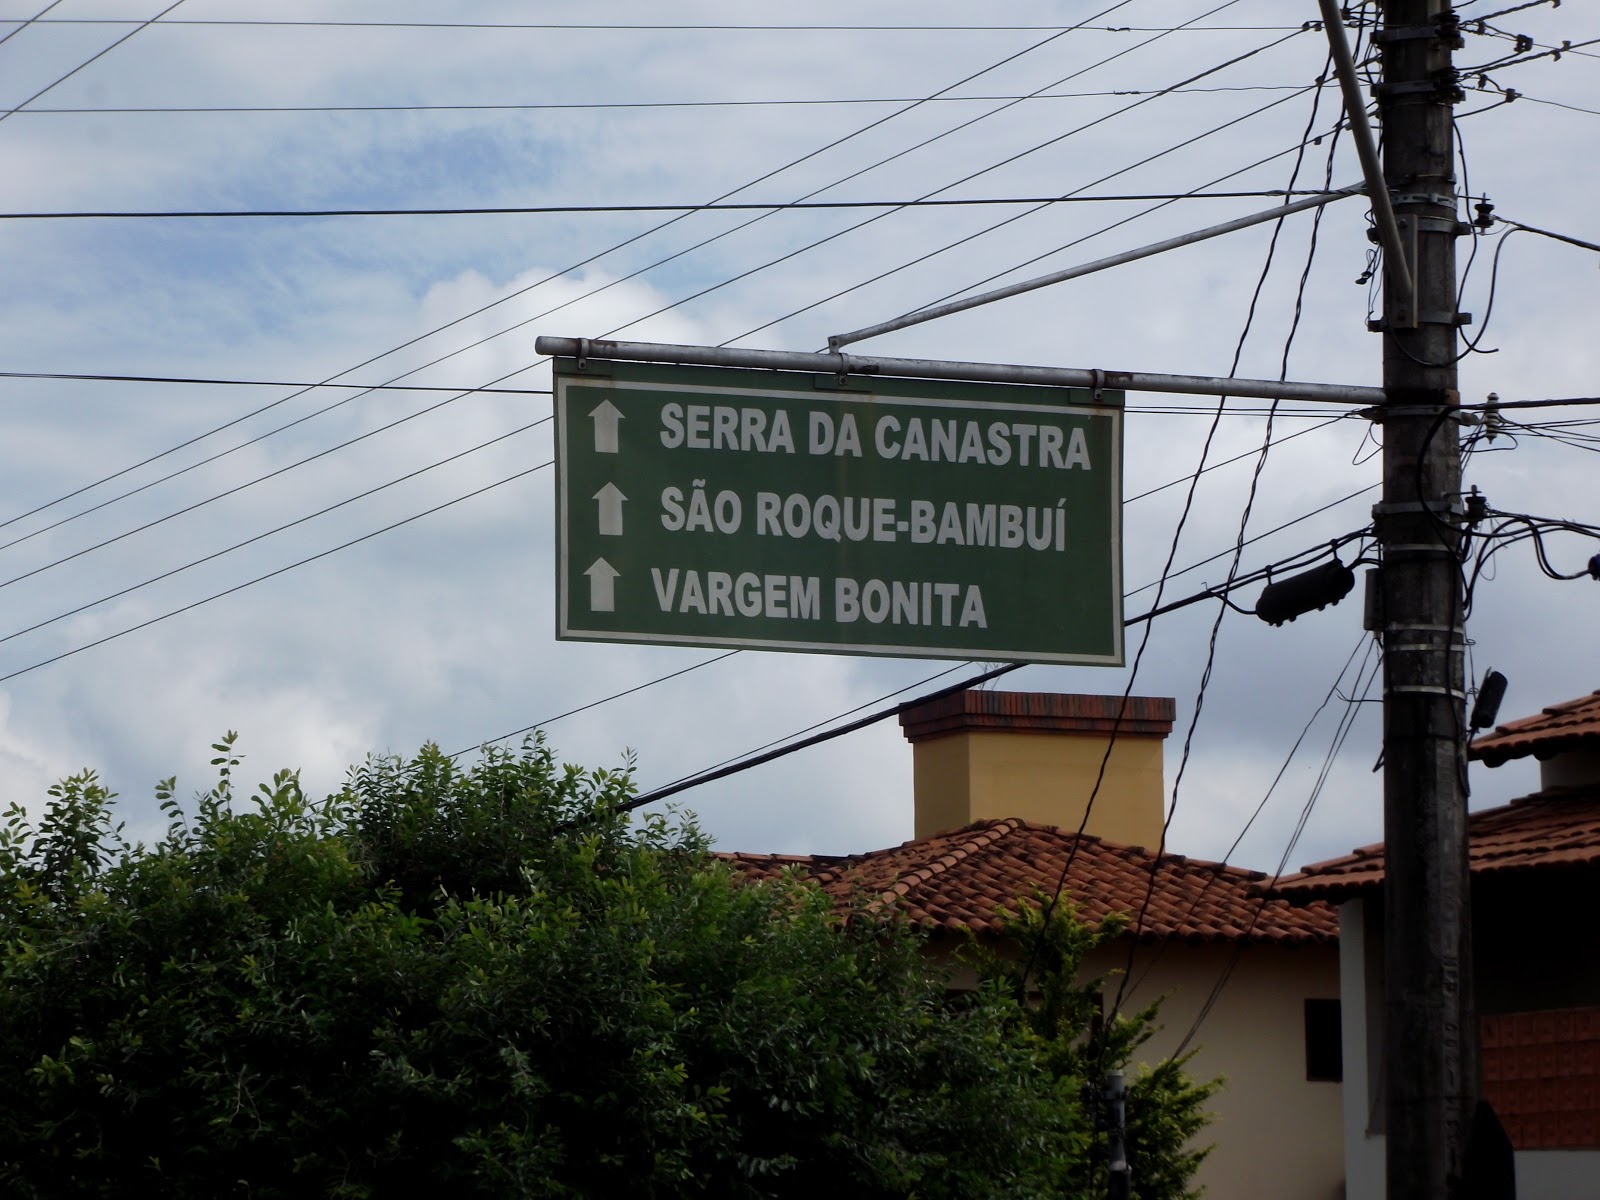 SERRA DA CANASTRA
SÃO ROQUE-BAMBUÍ
VARGEM BONITA